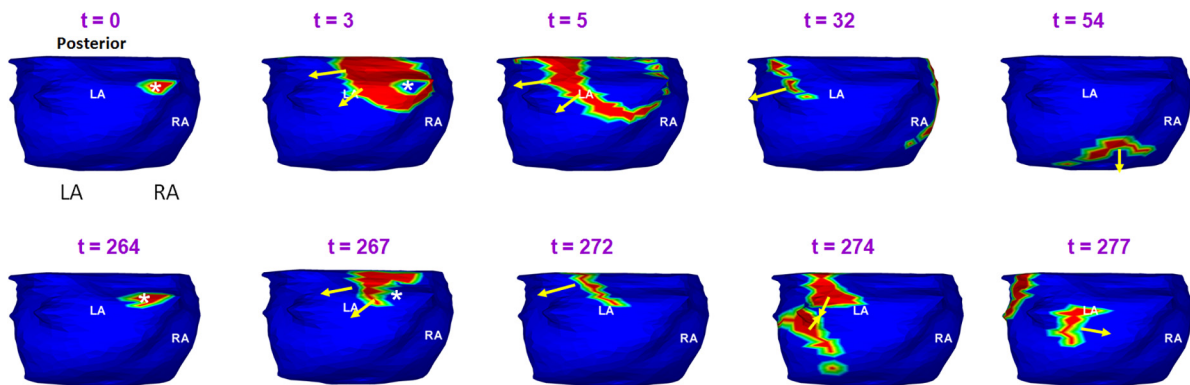 t = 0
t = 3
t = 5
t = 32
t = 54
Posterior
*
LA
RA
*
LA
RA
LA
RA
LA
RA
LA
RA
LA
RA
t = 264
t = 267
t = 272
t = 274
t = 277
*
LA
RA
*
LA
RA
LA
RA
LA
RA
LA
RA